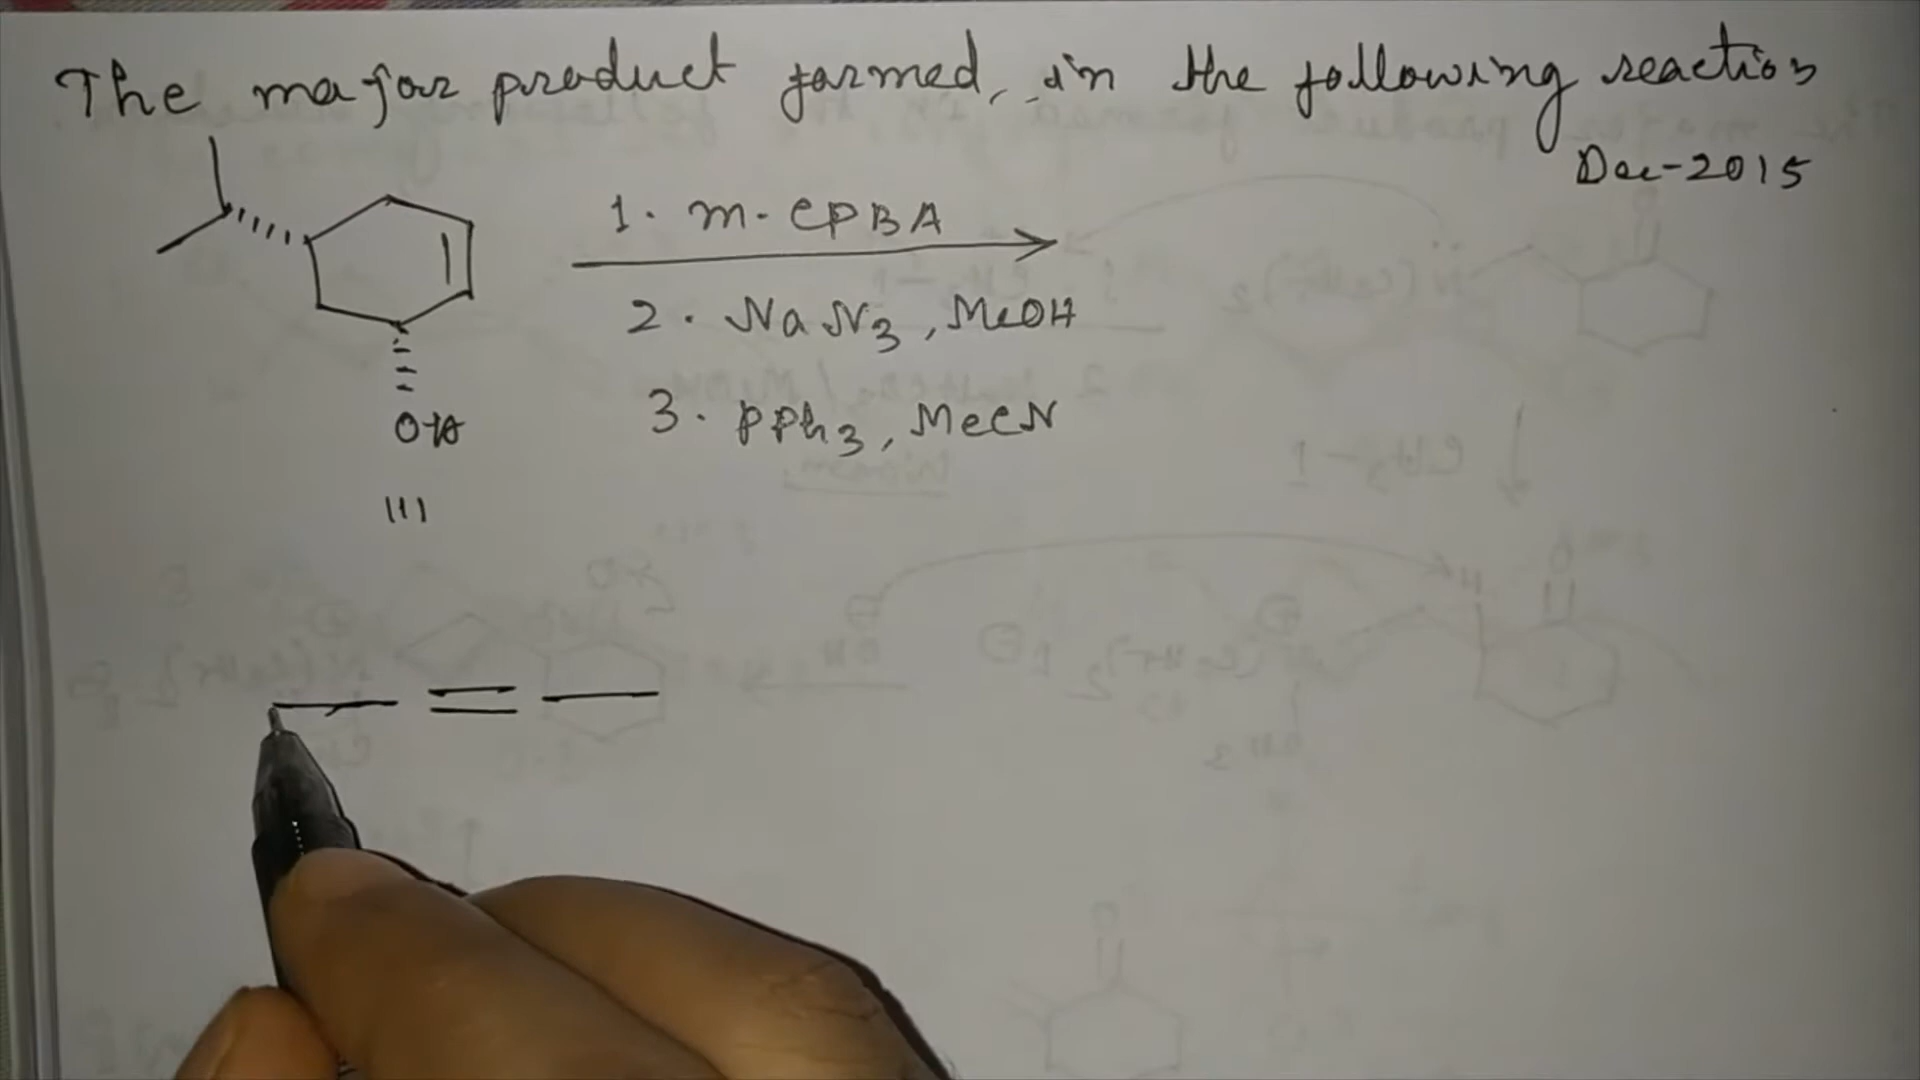 The major product formed, in the following reaction
Dec-2015
1. m-CPBA
2. NaN3, MeOH
3. PPh3, MeCN
OH